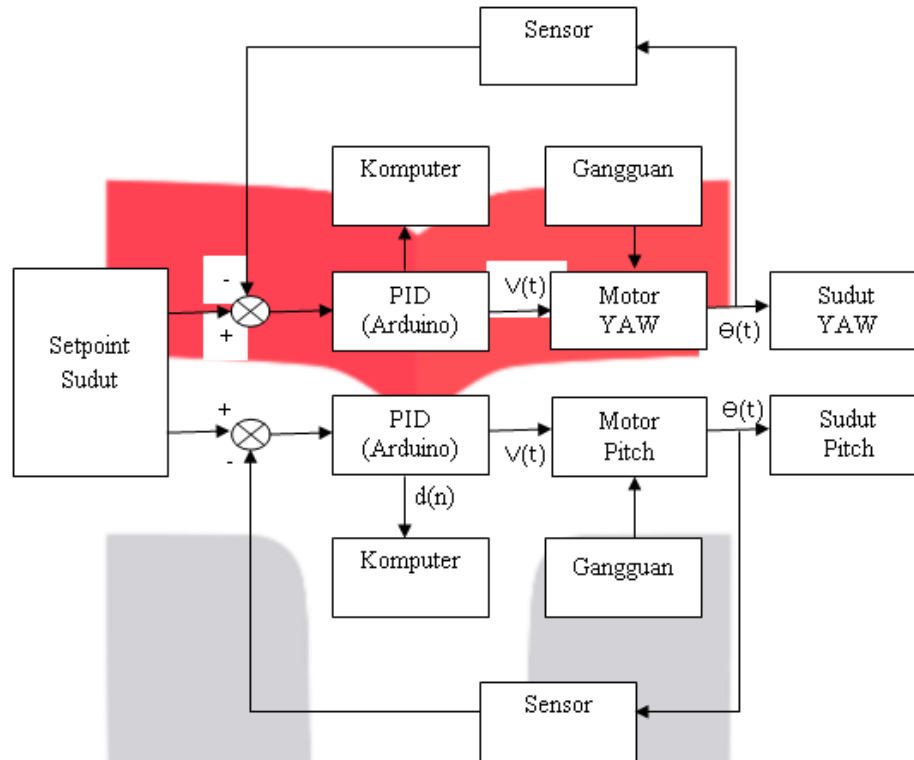 Sensor
Komputer
Gangguan
-
+
Setpoint
Sudut
PID
(Arduino)
V(t)
Motor
YAW
Θ(t)
Sudut
YAW
+
-
PID
(Arduino)
V(t)
Motor
Pitch
Θ(t)
Sudut
Pitch
d(n)
Komputer
Gangguan
Sensor